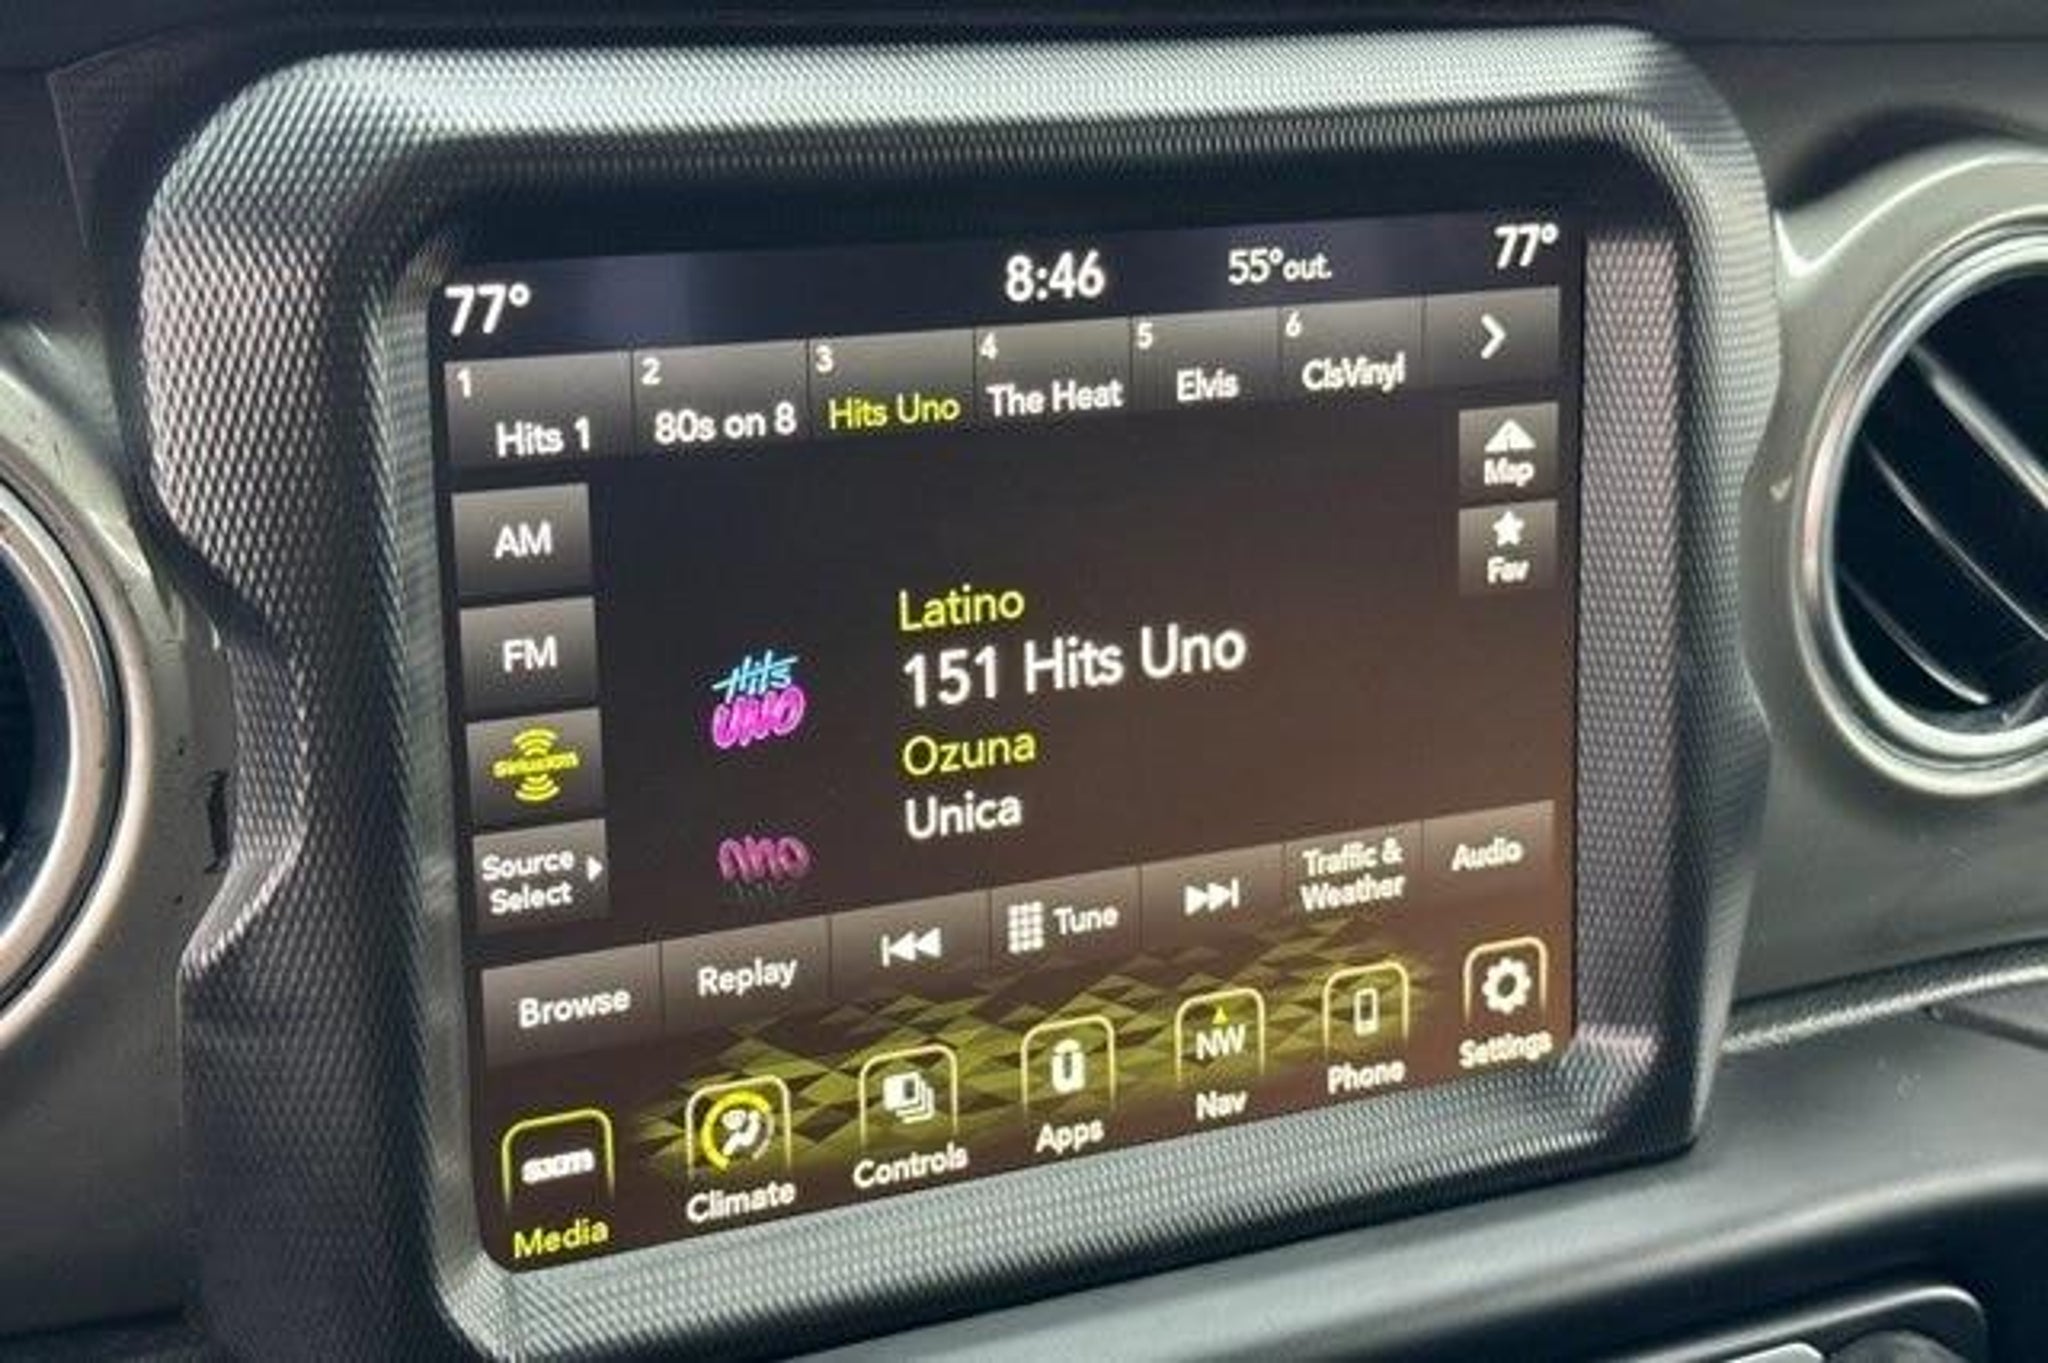 77° 8:46 55°out. 77°
1 2 3 4 5 6
Hits 1 80s on 8 Hits Uno The Heat Elvis ClsVinyl
Map
AM
Fav
FM
Latino
Hits
UNO
151 Hits Uno
SiriusXM
Ozuna
Unica
Source
Select
Browse Replay Tune Traffic &
Weather
Audio
NW
SXM
Media Climate Controls Apps Nav Phone Settings